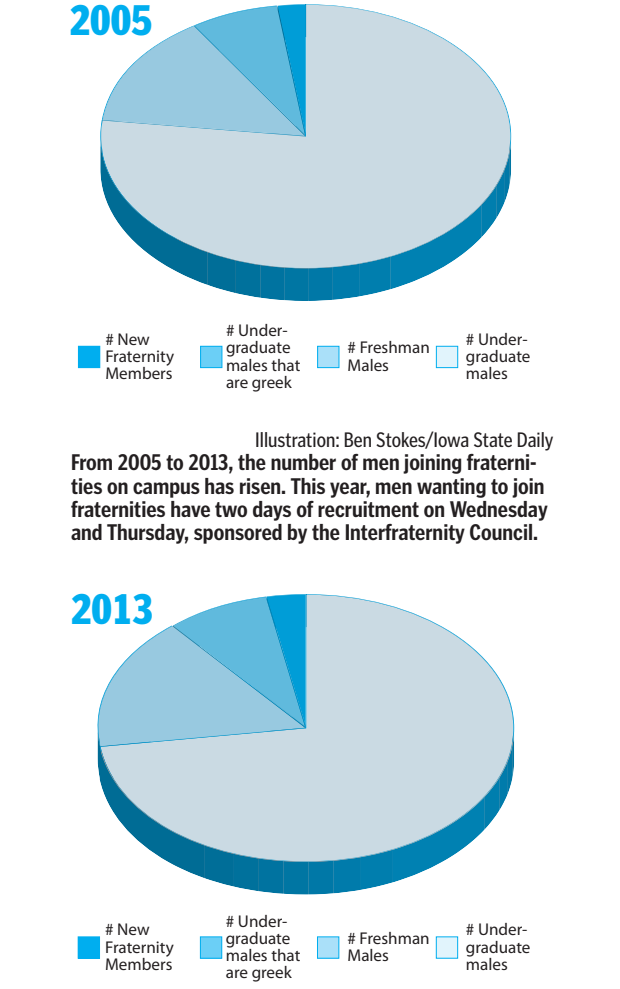 2005
# New
Fraternity
Members
# Under-
graduate
males that
are greek
# Freshman
Males
# Under-
graduate
males
Illustration: Ben Stokes/Iowa State Daily
From 2005 to 2013, the number of men joining fraterni-
ties on campus has risen. This year, men wanting to join
fraternities have two days of recruitment on Wednesday
and Thursday, sponsored by the Interfraternity Council.
2013
# New
Fraternity
Members
# Under-
graduate
males that
are greek
# Freshman
Males
# Under-
graduate
males